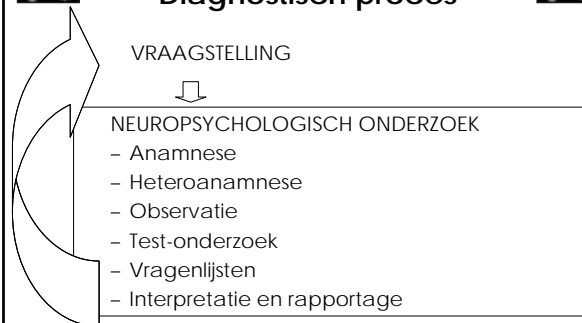 Diagnostisch proces
VRAAGSTELLING
NEUROPSYCHOLOGISCH ONDERZOEK
– Anamnese
– Heteroanamnese
– Observatie
– Test-onderzoek
– Vragenlijsten
– Interpretatie en rapportage